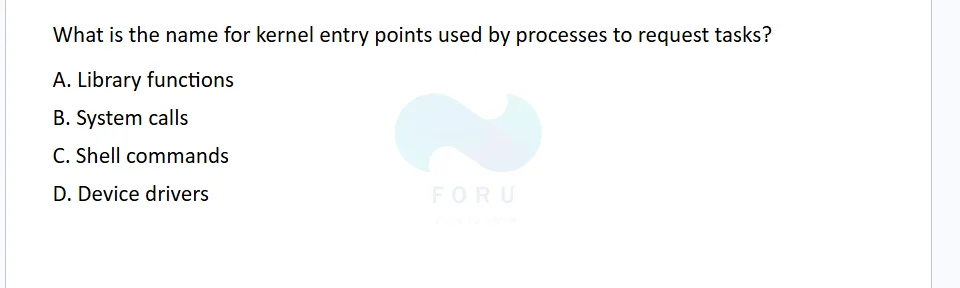 What is the name for kernel entry points used by processes to request tasks?
A. Library functions
B. System calls
C. Shell commands
D. Device drivers
FORU